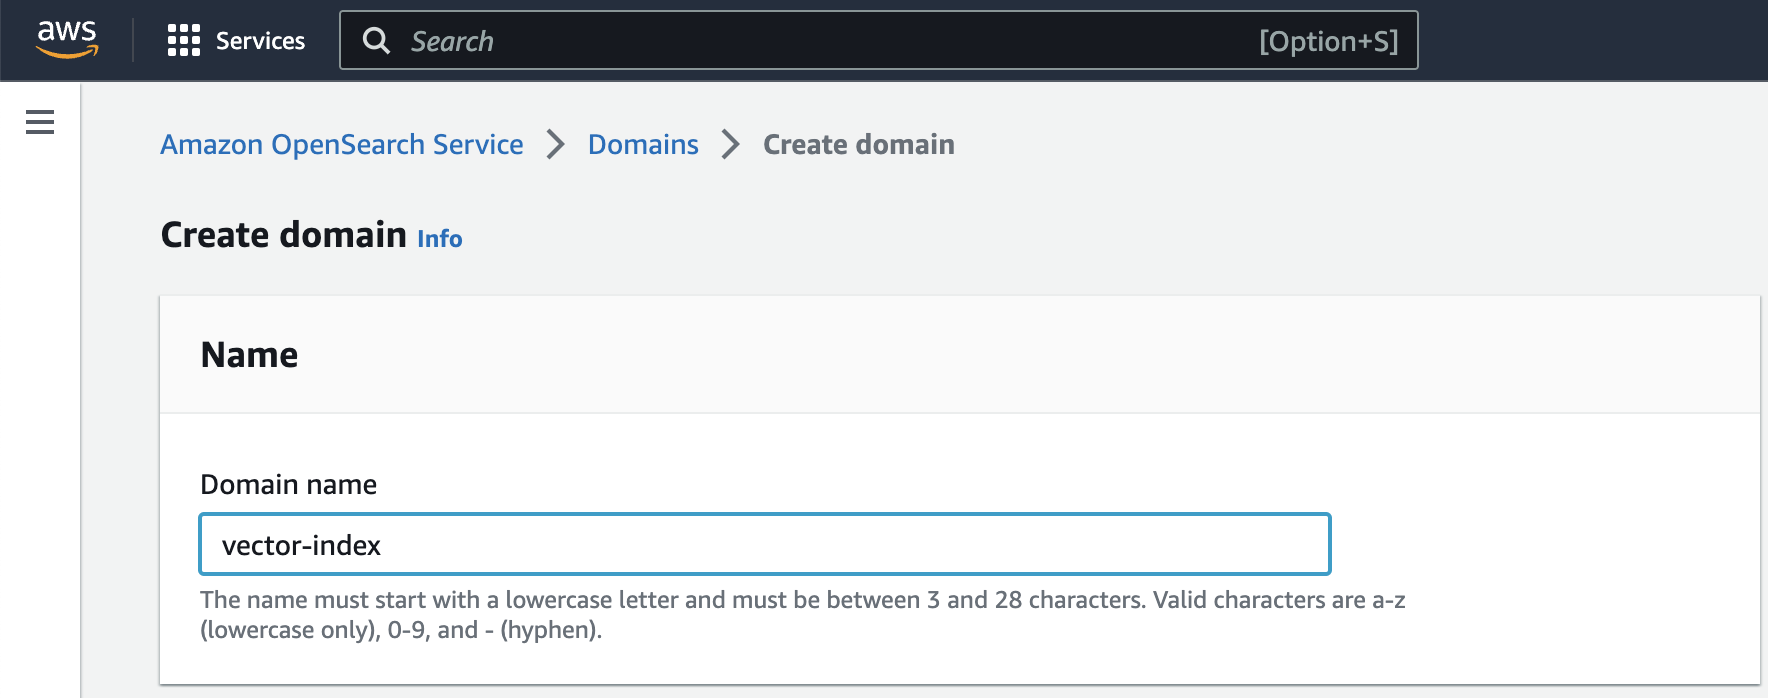 aws Services Search [Option+S]
Amazon OpenSearch Service Domains Create domain
Create domain Info
Name
Domain name
vector-index
The name must start with a lowercase letter and must be between 3 and 28 characters. Valid characters are a-z
(lowercase only), 0-9, and - (hyphen).